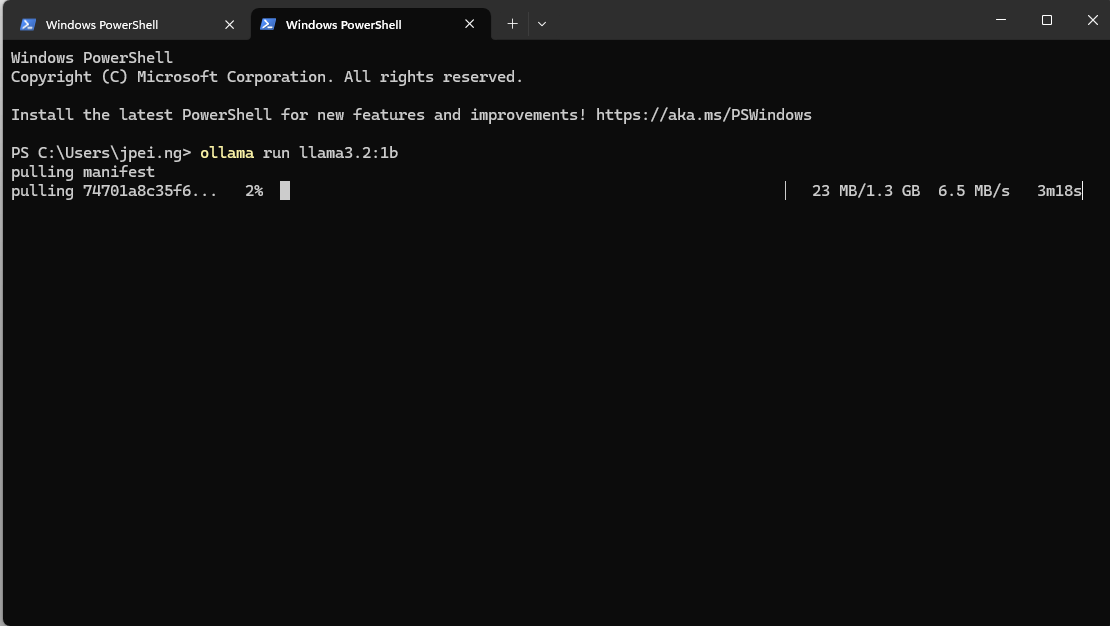 Windows PowerShell
Windows PowerShell
Windows PowerShell
Copyright (C) Microsoft Corporation. All rights reserved.
Install the latest PowerShell for new features and improvements! https://aka.ms/PSWindows
PS C:\Users\jpei.ng> ollama run llama3.2:1b
pulling manifest
pulling 74701a8c35f6... 2% 23 MB/1.3 GB 6.5 MB/s 3m18s